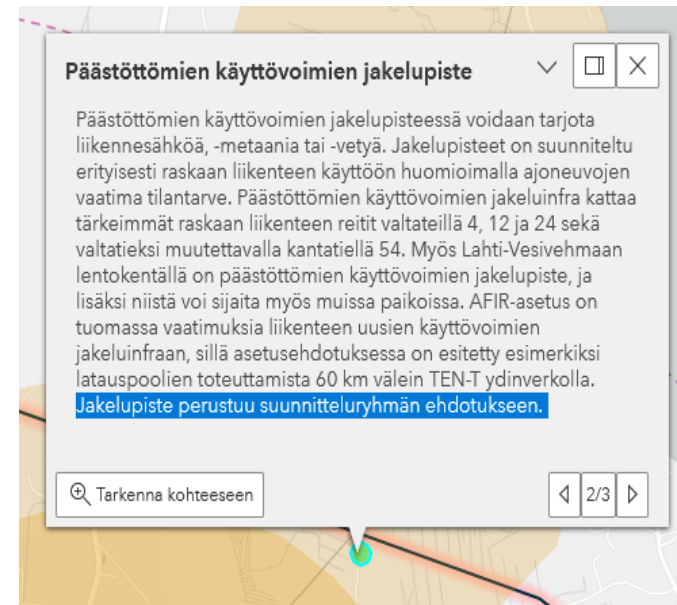 Päästöttömien käyttövoimien jakelupiste
Päästöttömien käyttövoimien jakelupisteessä voidaan tarjota
liikennesähköä, -metaania tai -vetyä. Jakelupisteet on suunniteltu
erityisesti raskaan liikenteen käyttöön huomioimalla ajoneuvojen
vaatima tilantarve. Päästöttömien käyttövoimien jakeluinfra kattaa
tärkeimmät raskaan liikenteen reitit valtateillä 4, 12 ja 24 sekä
valtatieksi muutettavalla kantatiellä 54. Myös Lahti-Vesivehmaan
lentokentällä on päästöttömien käyttövoimien jakelupiste, ja
lisäksi niistä voi sijaita myös muissa paikoissa. AFIR-asetus on
tuomassa vaatimuksia liikenteen uusien käyttövoimien
jakeluinfraan, sillä asetusehdotuksessa on esitetty esimerkiksi
latauspoolien toteuttamista 60 km välein TEN-T ydinverkolla.
Jakelupiste perustuu suunnitteluryhmän ehdotukseen.
Tarkenna kohteeseen
2/3